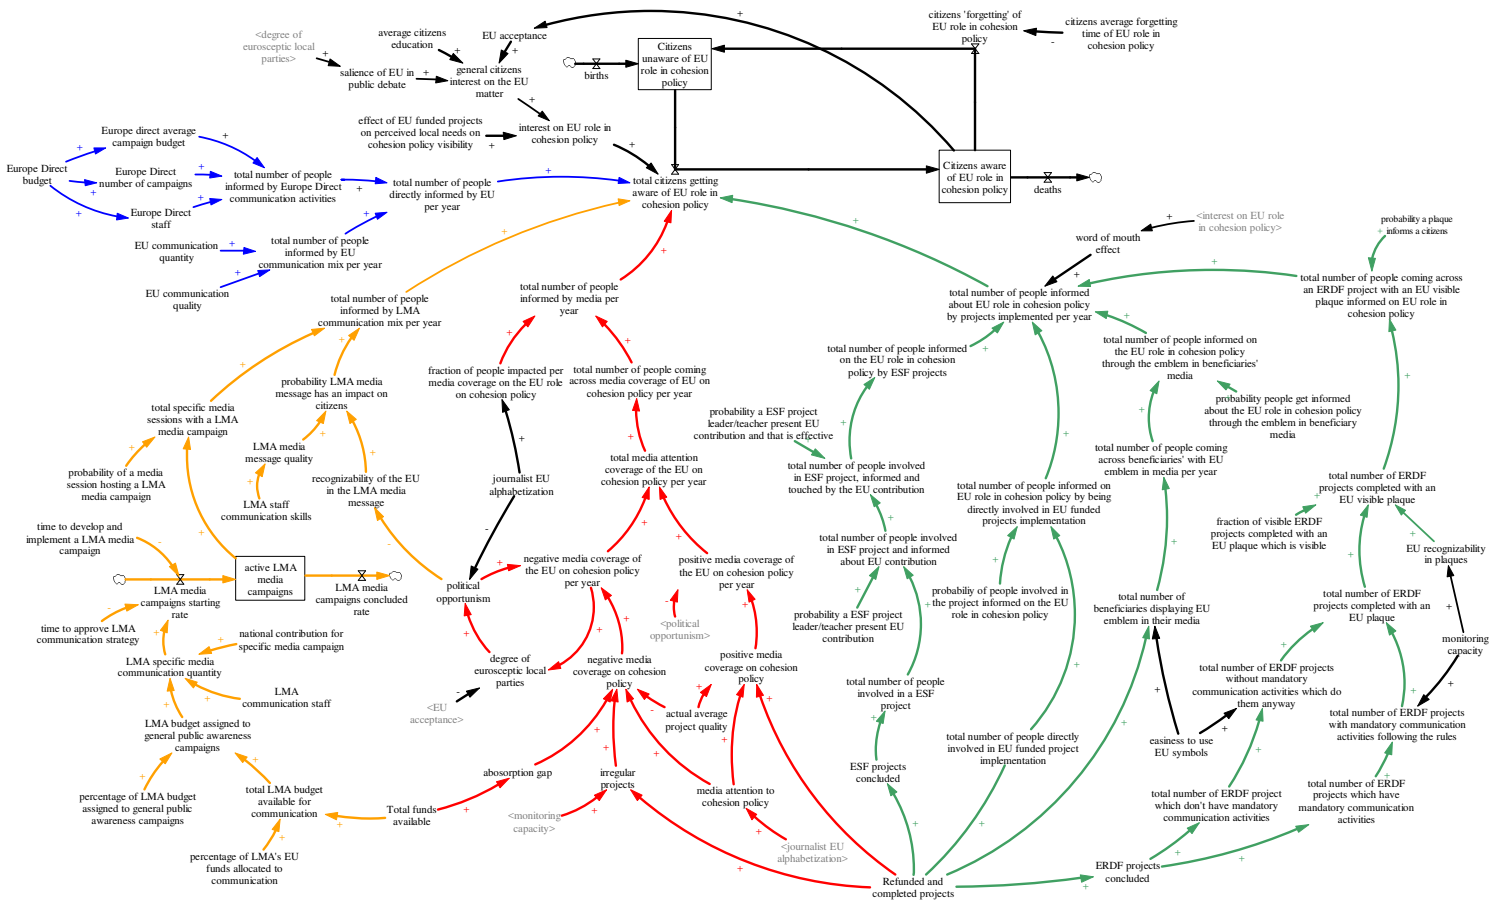 <degree of
eurosceptic local
parties>
average citizens
education
EU acceptance
salience of EU in
public debate
general citizens
interest on the EU
matter
effect of EU funded projects
on perceived local needs on
cohesion policy visibility
interest on EU role in
cohesion policy
births
Citizens
unaware of EU
role in cohesion
policy
citizens 'forgetting' of
EU role in cohesion
policy
average citizens forgetting
time of EU role in
cohesion policy
Citizens aware
of EU role in
cohesion policy
deaths
Europe Direct
budget
Europe direct average
campaign budget
Europe Direct
number of campaigns
Europe Direct
staff
total number of people
informed by Europe Direct
communication activities
total number of people
directly informed by EU
per year
total citizens getting
aware of EU role in
cohesion policy
EU communication
quantity
EU communication
quality
total number of people
informed by EU
communication mix per year
total number of people
informed by LMA
communication mix per year
total number of people
informed by media per
year
word of mouth
effect
<interest on EU role
in cohesion policy>
probability a plaque
informs a citizens
total number of people informed
about EU role in cohesion policy
by projects implemented per year
total number of people coming across
an ERDF project with an EU visible
plaque informed on EU role in
cohesion policy
total specific media
sessions with a LMA
media campaign
probability LMA media
message has an impact on
citizens
fraction of people impacted per
media coverage on the EU role
on cohesion policy
total number of people coming
across media coverage of EU on
cohesion policy per year
total number of people informed
on the EU role in cohesion
policy by ESF projects
total number of people informed on
the EU role in cohesion policy
through the emblem in beneficiaries'
media
probability people get informed
about the EU role in cohesion policy
through the emblem in beneficiary
media
probability of a media
session hosting a LMA
media campaign
LMA media
message quality
LMA staff
communication skills
recognizability of the EU
in the LMA media
message
journalist EU
alphabetization
total media attention
coverage of the EU on
cohesion policy per year
probability a ESF project
leader/teacher present EU
contribution and that is effective
total number of people involved
in ESF project, informed and
touched by the EU contribution
total number of people informed on
EU role in cohesion policy by being
directly involved in EU funded
projects implementation
total number of people coming
across beneficiaries' with EU
emblem in media per year
total number of ERDF
projects completed with an
EU visible plaque
fraction of visible ERDF
projects completed with an
EU plaque which is visible
EU recognizability
in plaques
time to develop and
implement a LMA media
campaign
LMA media
campaigns starting
rate
active LMA
media
campaigns
LMA media
campaigns concluded
rate
political
opportunism
negative media coverage of
the EU on cohesion policy
per year
positive media coverage of
the EU on cohesion policy
per year
total number of people involved
in ESF project and informed
about EU contribution
probability a ESF project
leader/teacher present EU
contribution
probabiliy of people involved in
the project informed on the EU
role in cohesion policy
total number of
beneficiaries displaying EU
emblem in their media
total number of ERDF
projects completed with an
EU plaque
monitoring
capacity
time to approve LMA
communication strategy
national contribution for
specific media campaign
LMA specific media
communication quantity
LMA
communication staff
LMA budget assigned to
general public awareness
campaigns
<political
opportunism>
degree of
eurosceptic local
parties
<EU
acceptance>
negative media
coverage on cohesion
policy
positive media
coverage on cohesion
policy
actual average
project quality
total number of people
involved in a ESF
project
total number of people directly
involved in EU funded project
implementation
total number of ERDF projects
without mandatory
communication activities which do
them anyway
total number of ERDF projects
with mandatory communication
activities following the rules
easiness to use
EU symbols
percentage of LMA budget
assigned to general public
awareness campaigns
total LMA budget
available for
communication
percentage of LMA's EU
funds allocated to
communication
Total funds
available
abosorption gap
irregular
projects
<monitoring
capacity>
media attention to
cohesion policy
<journalist EU
alphabetization>
ESF projects
concluded
Refunded and
completed projects
ERDF projects
concluded
total number of ERDF project
which don't have mandatory
communication activities
total number of ERDF
projects which have
mandatory communication
activities